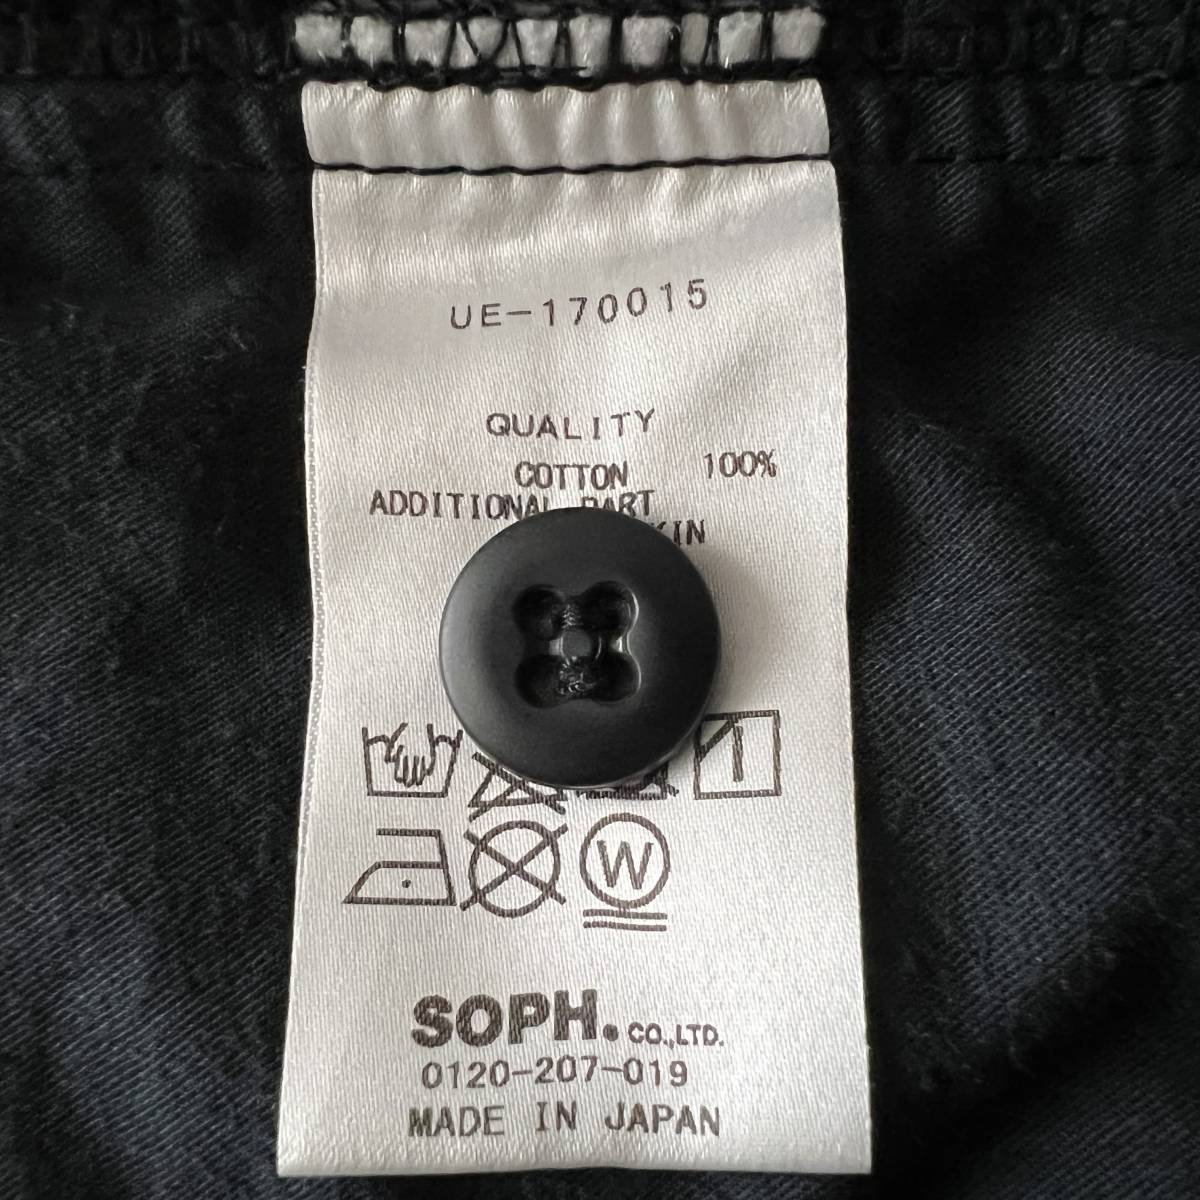 UE-170015
QUALITY
COTTON 100%
ADDITIONAL PART
W
SOPH. CO.,LTD.
0120-207-019
MADE IN JAPAN